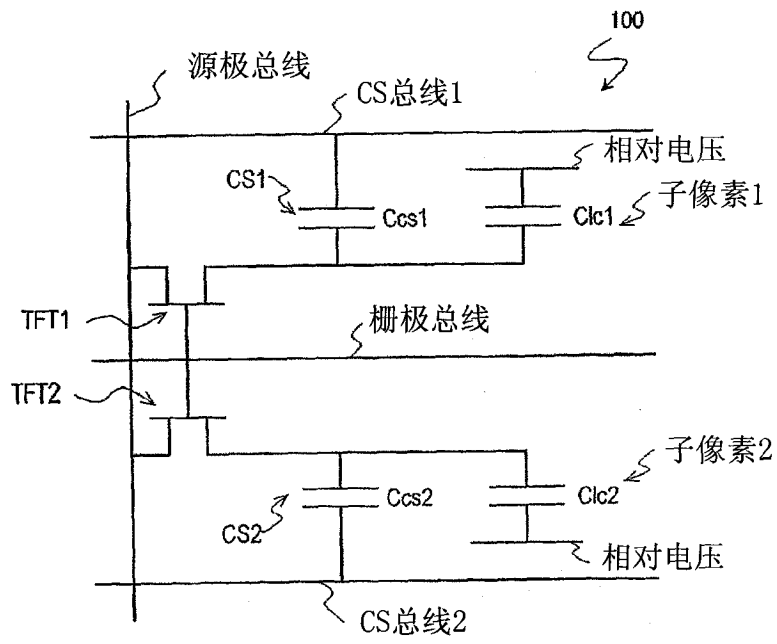 100
源极总线
CS总线1
相对电压
CS1
Ccs1
Clc1
子像素1
TFT1
栅极总线
TFT2
子像素2
Ccs2
Clc2
CS2
相对电压
CS总线2